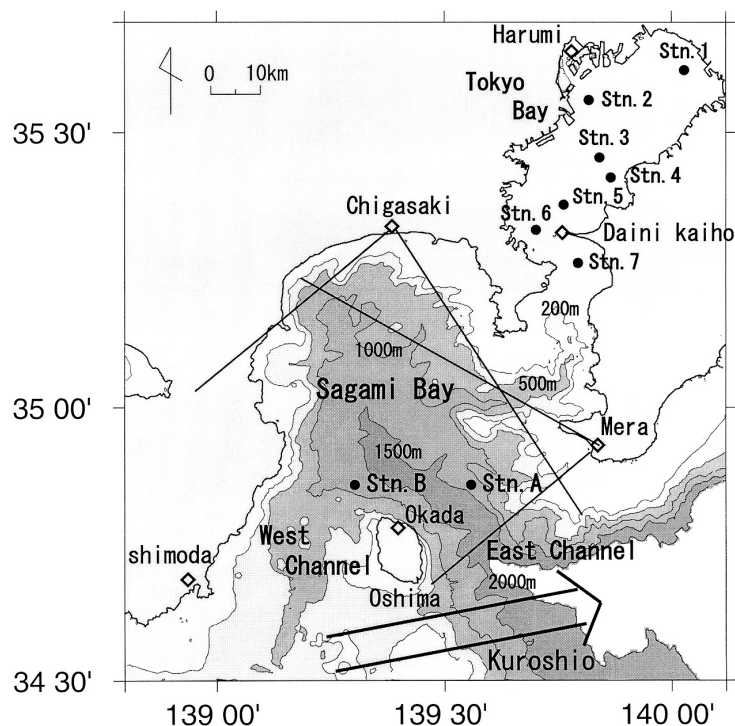 Harumi
Stn. 1
0 10km
Tokyo
Bay
Stn. 2
35 30'
Stn. 3
Stn. 4
Stn. 5
Chigasaki
Stn. 6
Daini kaiho
Stn. 7
200m
1000m
500m
Sagami Bay
35 00'
Mera
1500m
Stn. B
Stn. A
Okada
West
Channel
East Channel
shimoda
2000m
Oshima
Kuroshio
34 30'
139 00'
139 30'
140 00'